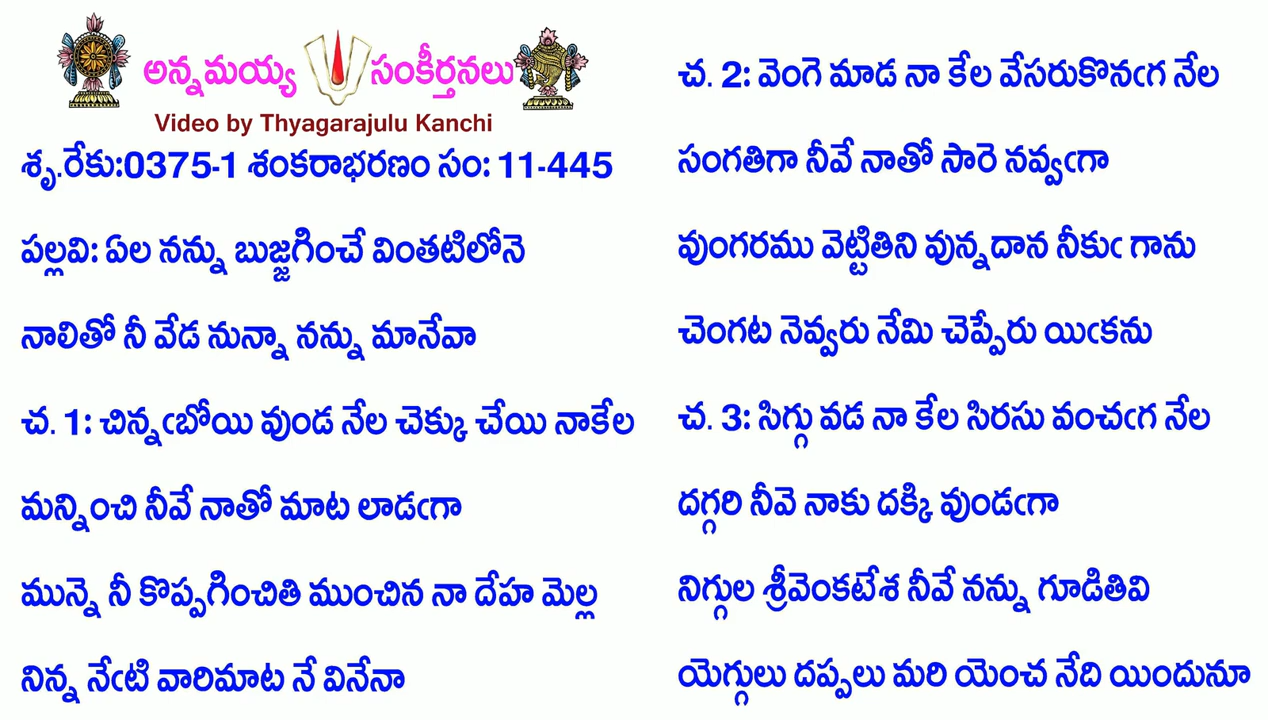 అన్నమయ్య సంకీర్తనలు
Video by Thyagarajulu Kanchi
శృ.రేకు:0375-1 శంకరాభరణం సం: 11-445
పల్లవి: ఏల నన్ను బుజ్జగించే వింతటిలోనె
నాలితో నీ వేడ నున్నా నన్ను మానేవా
చ. 1: చిన్నఁబోయి వుండ నేల చెక్కు చేయి నాకేల
మన్నించి నీవే నాతో మాట లాడఁగా
మున్నె నీ కొప్పగించితి ముంచిన నా దేహ మెల్ల
నిన్న నేఁటి వారిమాట నే వినేనా
చ. 2: వెంగె మాడ నా కేల వేసరుకొనఁగ నేల
సంగతిగా నీవే నాతో సారె నవ్వఁగా
వుంగరము వెట్టితిని వున్నదాన నీకుఁ గాను
చెంగట నెవ్వరు నేమి చెప్పేరు యిఁకను
చ. 3: సిగ్గు వడ నా కేల సిరసు వంచఁగ నేల
దగ్గరి నీవె నాకు దక్కి వుండఁగా
నిగ్గుల శ్రీవెంకటేశ నీవే నన్ను గూడితివి
యెగ్గులు దప్పలు మరి యెంచ నేది యిందునూ